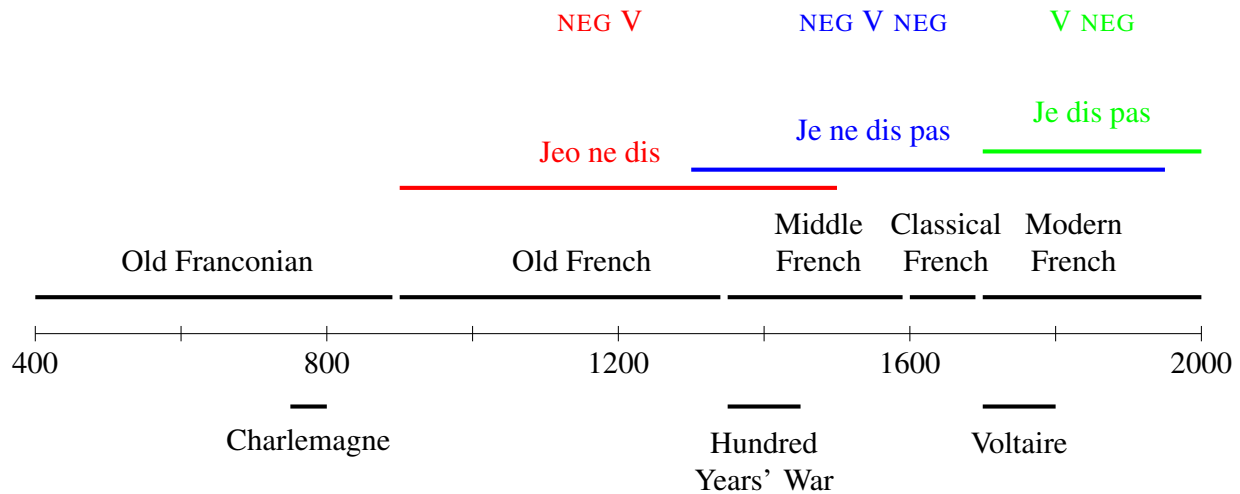 NEG V NEG V NEG V NEG
Je dis pas
Je ne dis pas
Jeo ne dis
Middle Classical Modern
Old Franconian Old French French French French
400 800 1200 1600 2000
Charlemagne Hundred Voltaire
Years' War